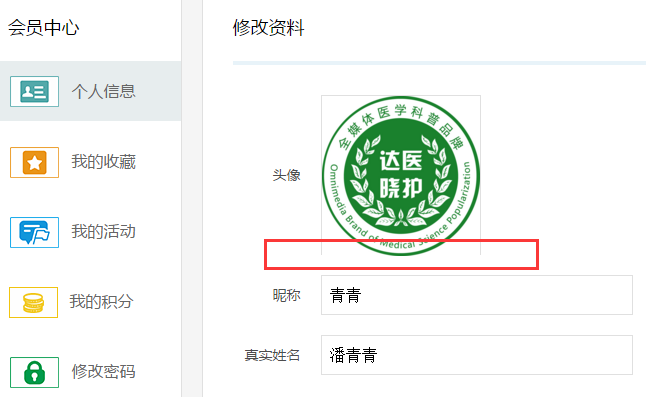 会员中心
个人信息
我的收藏
我的活动
我的积分
修改密码
修改资料
头像
全媒体医学科普品牌
达医
晓护
Omnimedia Brand of Medical Science Popularization
昵称
青青
真实姓名
潘青青